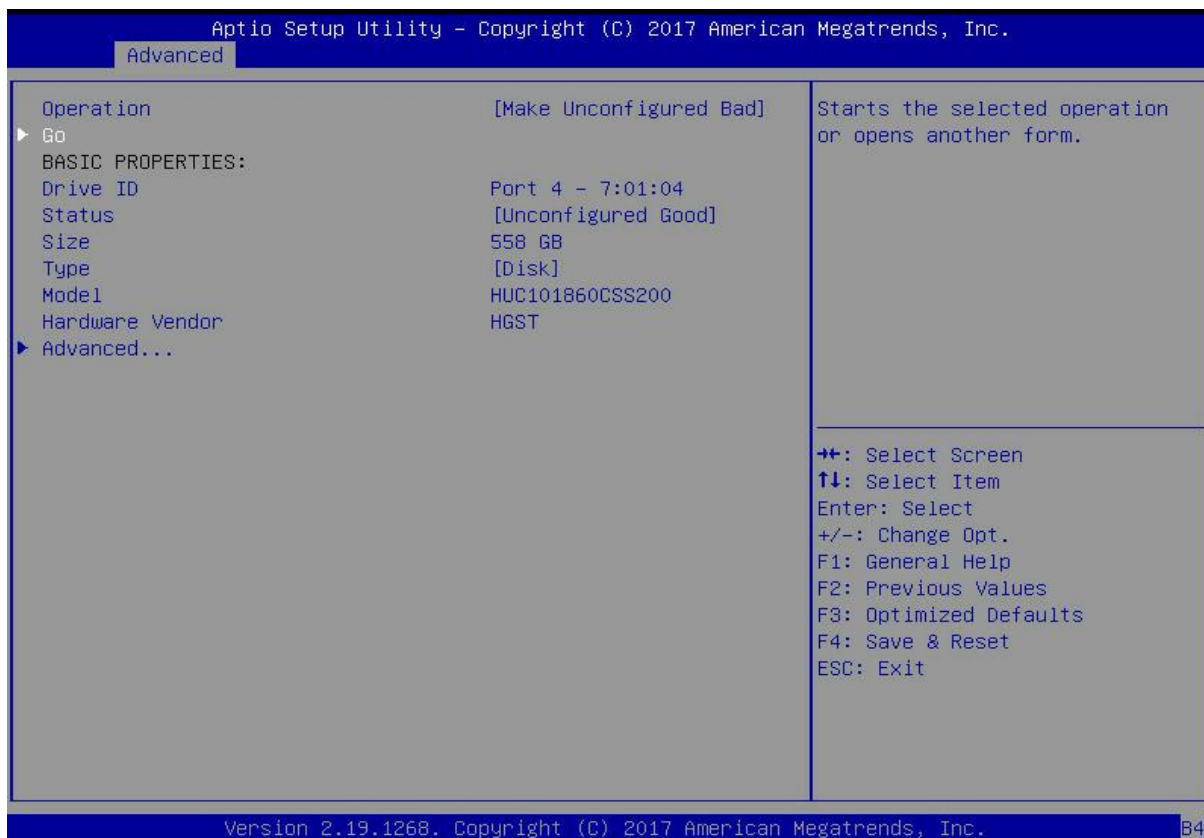 Aptio Setup Utility – Copyright (C) 2017 American Megatrends, Inc.
Advanced
Operation [Make Unconfigured Bad]
Go
BASIC PROPERTIES:
Drive ID Port 4 – 7:01:04
Status [Unconfigured Good]
Size 558 GB
Type [Disk]
Model HUC101860CSS200
Hardware Vendor HGST
Advanced...
Starts the selected operation
or opens another form.
→←: Select Screen
↑↓: Select Item
Enter: Select
+/-: Change Opt.
F1: General Help
F2: Previous Values
F3: Optimized Defaults
F4: Save & Reset
ESC: Exit
Version 2.19.1268. Copyright (C) 2017 American Megatrends, Inc.